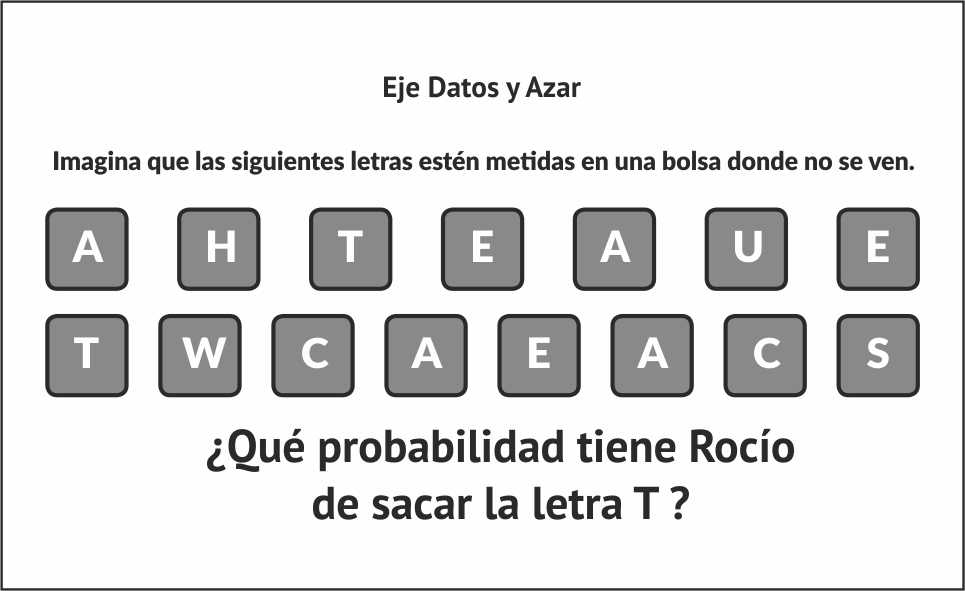 Eje Datos y Azar
Imagina que las siguientes letras estén metidas en una bolsa donde no se ven.
A H T E A U E
T W C A E A C S
¿Qué probabilidad tiene Rocío
de sacar la letra T ?